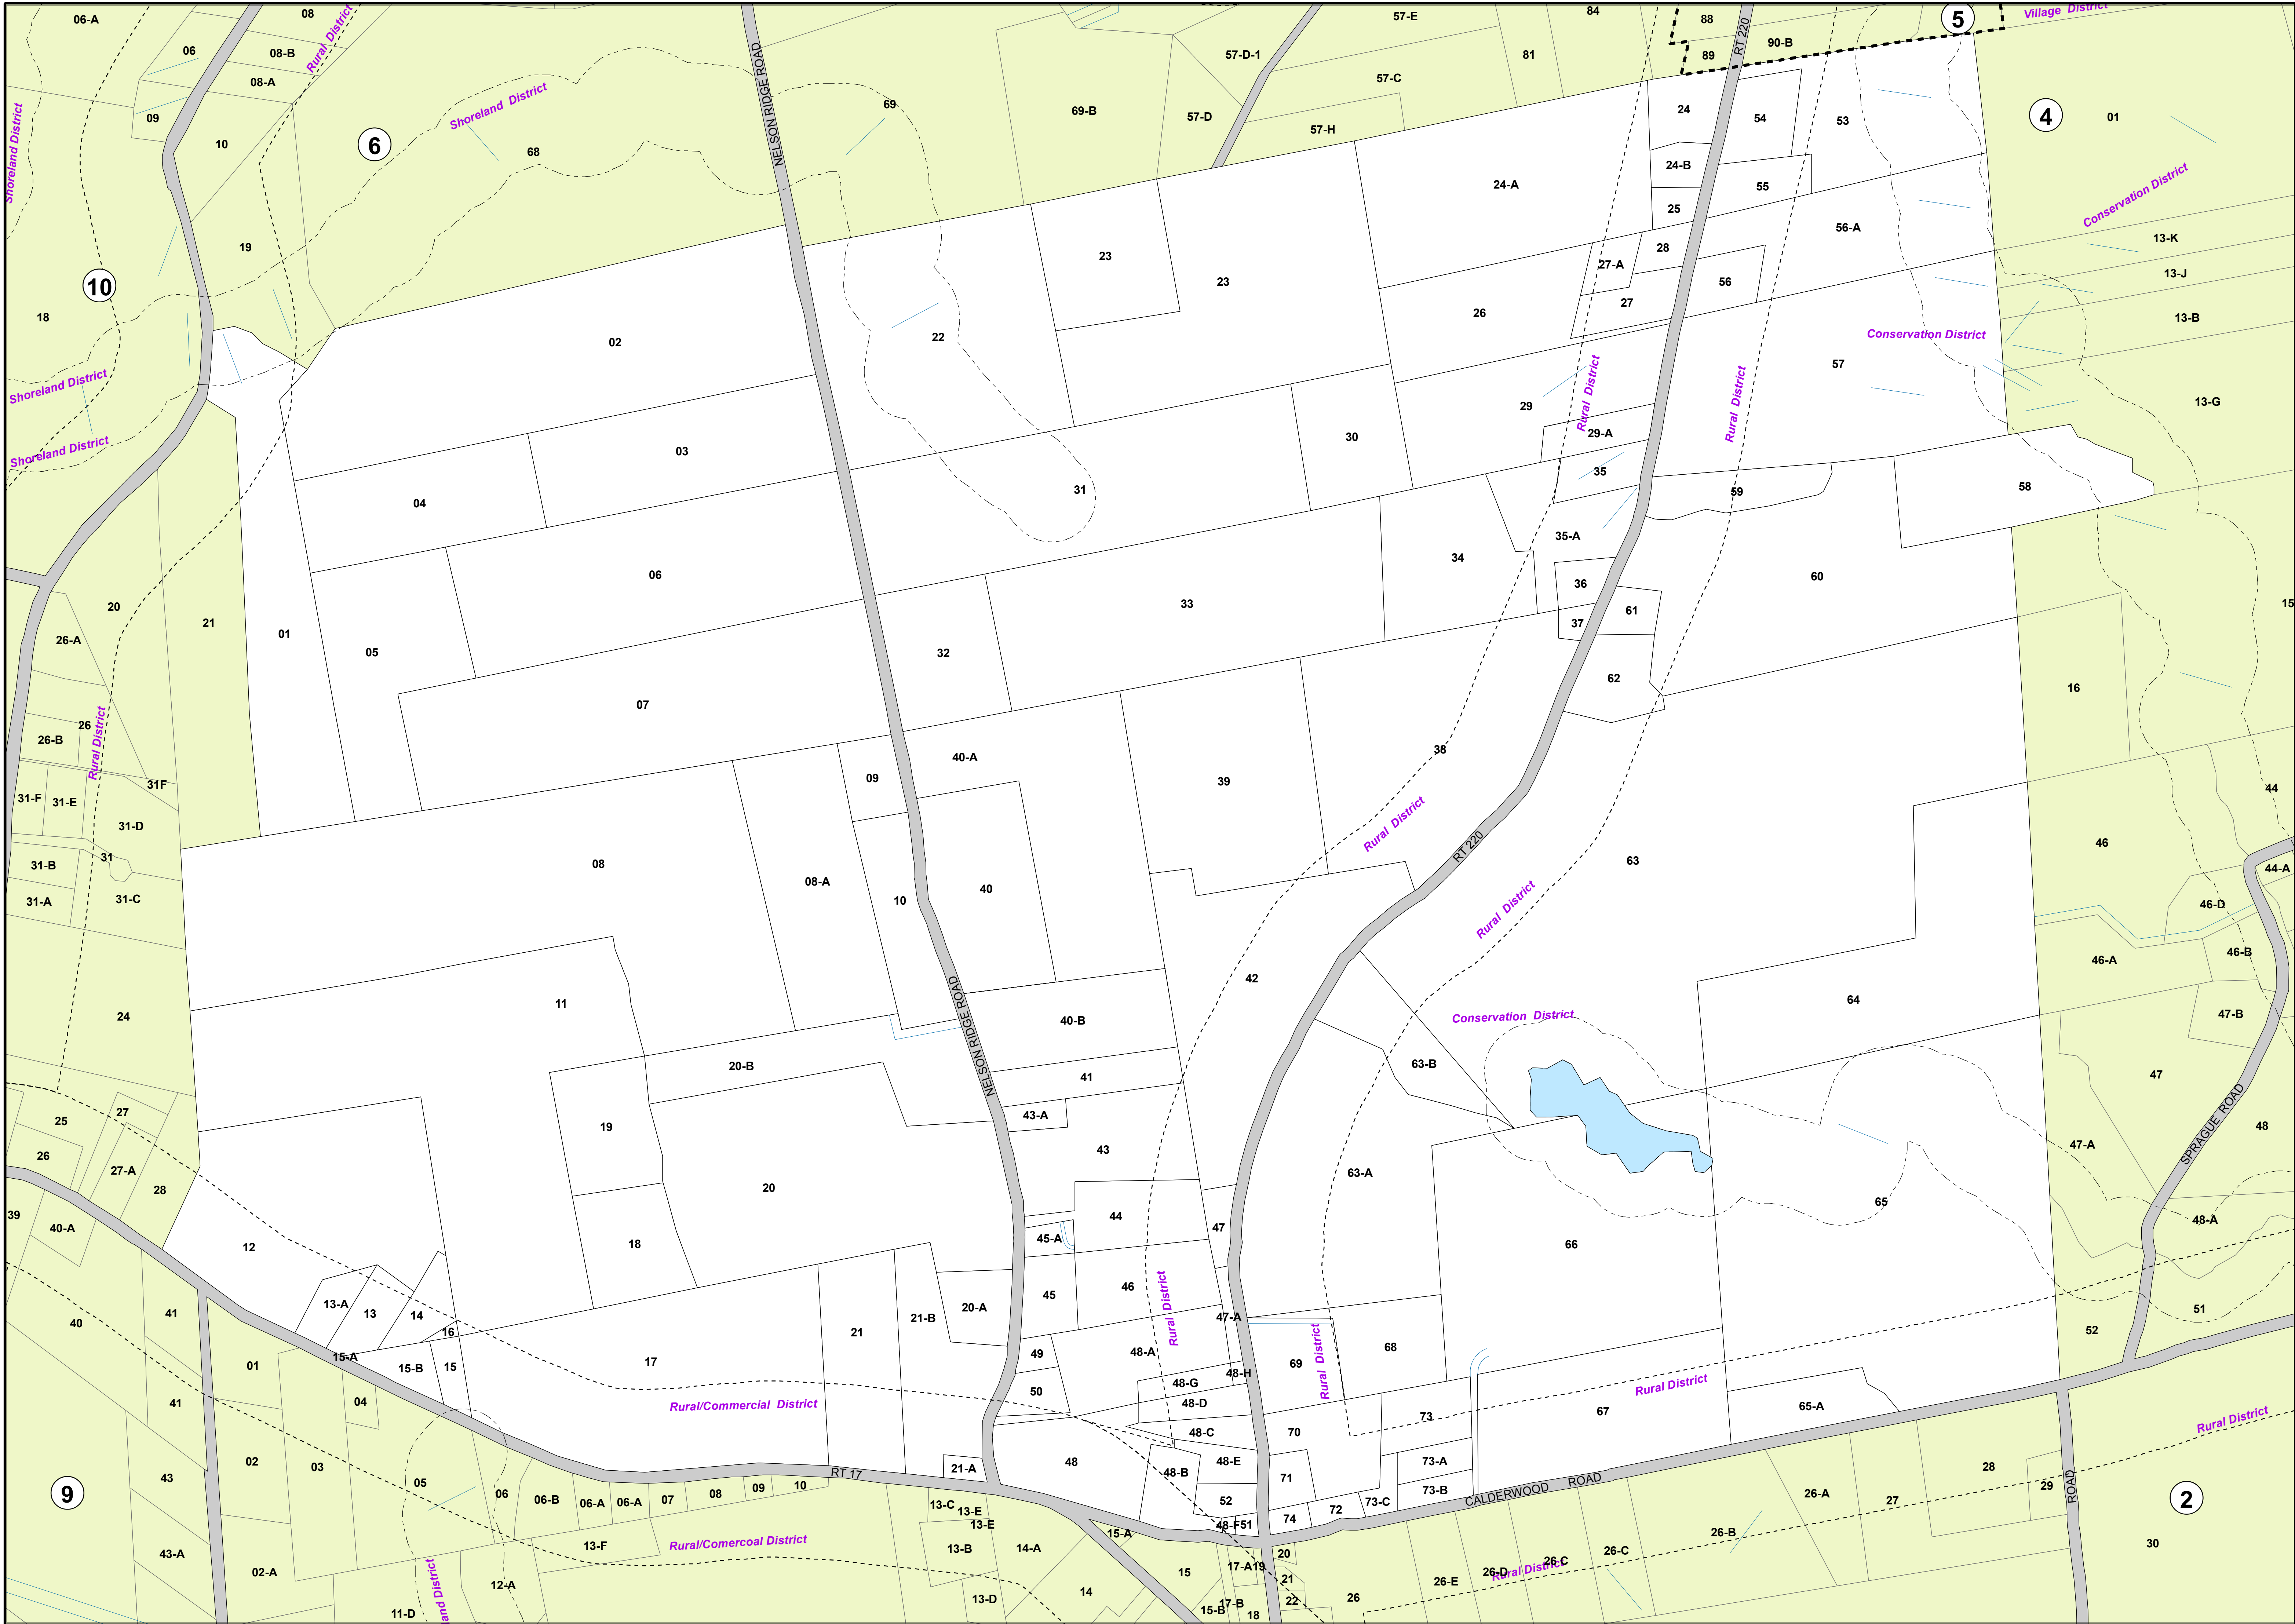 06-A
08
Rural District
06
08-B
08-A
09
10
6
Shoreland District
Shoreland District
68
NELSON RIDGE ROAD
69
69-B
57-D-1
57-D
57-E
57-C
57-H
81
84
88
89
90-B
RT 220
5
Village District
4
01
Conservation District
13-K
13-J
13-B
13-G
24
54
53
24-B
55
25
24-A
56-A
28
27-A
27
56
26
Conservation District
57
23
23
22
02
19
10
18
Shoreland District
Shoreland District
03
04
31
30
29
29-A
Rural District
Rural District
35
59
58
35-A
34
36
61
37
62
60
33
32
06
05
07
01
21
20
26-A
26
26-B
Rural District
31F
31-F
31-E
31-D
31
31-B
31-A
31-C
24
15
16
44
46
44-A
46-D
46-A
46-B
47-B
47
48
47-A
SPRAGUE ROAD
48-A
51
52
40-A
09
39
38
Rural District
RT 220
63
Rural District
08
08-A
10
40
42
11
NELSON RIDGE ROAD
40-B
41
Conservation District
64
63-B
20-B
43-A
43
19
20
18
63-A
65
66
25
27
26
27-A
28
39
40-A
40
41
12
13-A
13
14
16
15-A
15-B
15
17
21
21-B
20-A
44
45-A
45
46
47
47-A
Rural District
48-A
49
50
48-G
48-H
48-D
48-C
69
68
Rural District
70
73
67
65-A
Rural District
Rural/Commercial District
RT 17
21-A
48
48-B
48-E
52
48-F
51
71
74
72
73-A
73-B
73-C
CALDERWOOD ROAD
ROAD
Rural District
2
9
01
41
04
02
03
43
43-A
02-A
05
06
06-B
06-A
06-A
07
08
09
10
13-F
Rural/Comercoal District
12-A
11-D
and District
13-C
13-E
13-E
13-B
14-A
13-D
14
15-A
15
17-A
19
20
21
22
15-B
17-B
18
26
26-E
26-D
26-C
Rural District
26-C
26-B
26-A
27
28
29
30